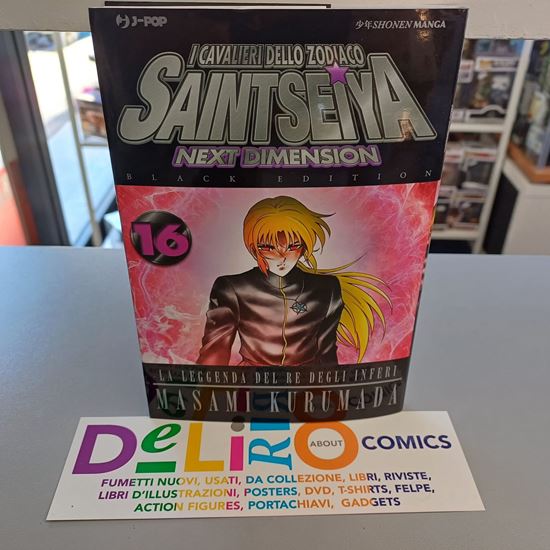 J-POP
少年SHONEN MANGA
I CAVALIERI DELLO ZODIACO
SAINTSEIYA
NEXT DIMENSION
BLACK EDITION
16
LA LEGGENDA DEL RE DEGLI INFERI
MASAMI KURUMADA
DeLiRiO ABOUT COMICS
FUMETTI NUOVI, USATI, DA COLLEZIONE, LIBRI, RIVISTE,
LIBRI D'ILLUSTRAZIONI, POSTERS, DVD, T-SHIRTS, FELPE,
ACTION FIGURES, PORTACHIAVI, GADGETS